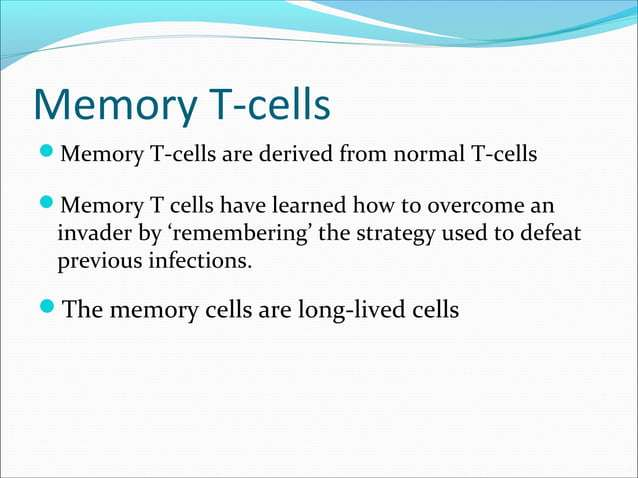 Memory T-cells
Memory T-cells are derived from normal T-cells
Memory T cells have learned how to overcome an
invader by ‘remembering’ the strategy used to defeat
previous infections.
The memory cells are long-lived cells